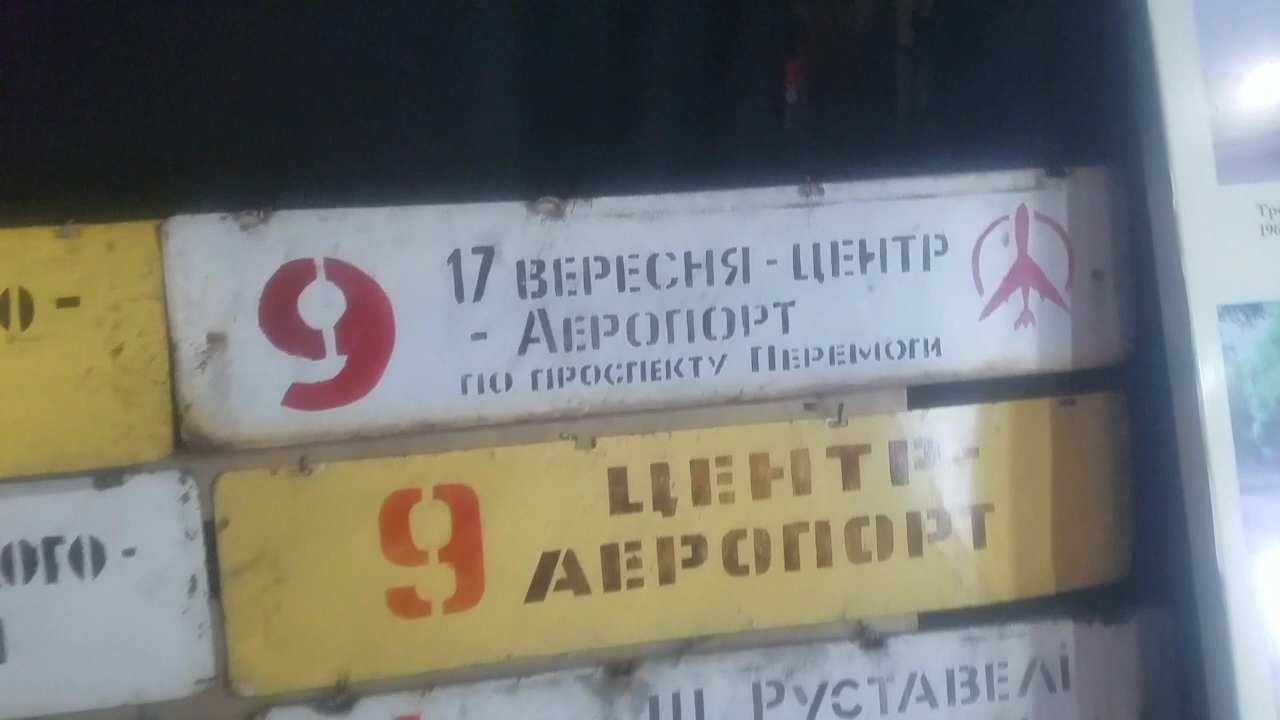 9
17 ВЕРЕСНЯ - ЦЕНТР
- АЕРОПОРТ
ПО ПРОСПЕКТУ ПЕРЕМОГИ
9
ЦЕНТР -
АЕРОПОРТ
Ш. РУСТАВЕЛІ